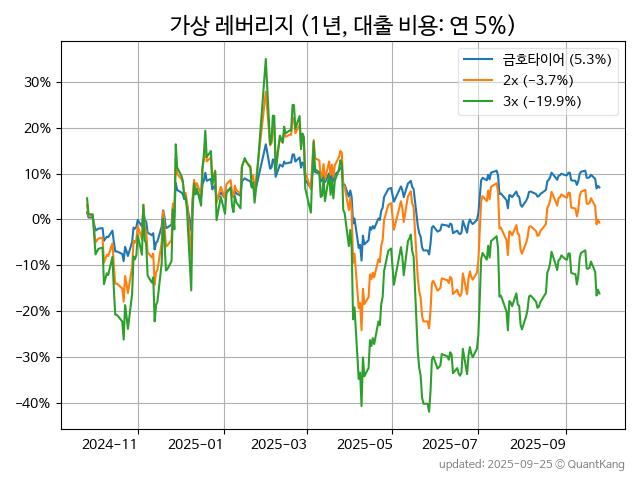 가상 레버리지 (1년, 대출 비용: 연 5%)
금호타이어 (5.3%)
2x (−3.7%)
3x (−19.9%)
30%
20%
10%
0%
−10%
−20%
−30%
−40%
2024-11
2025-01
2025-03
2025-05
2025-07
2025-09
updated: 2025-09-25 © QuantKang